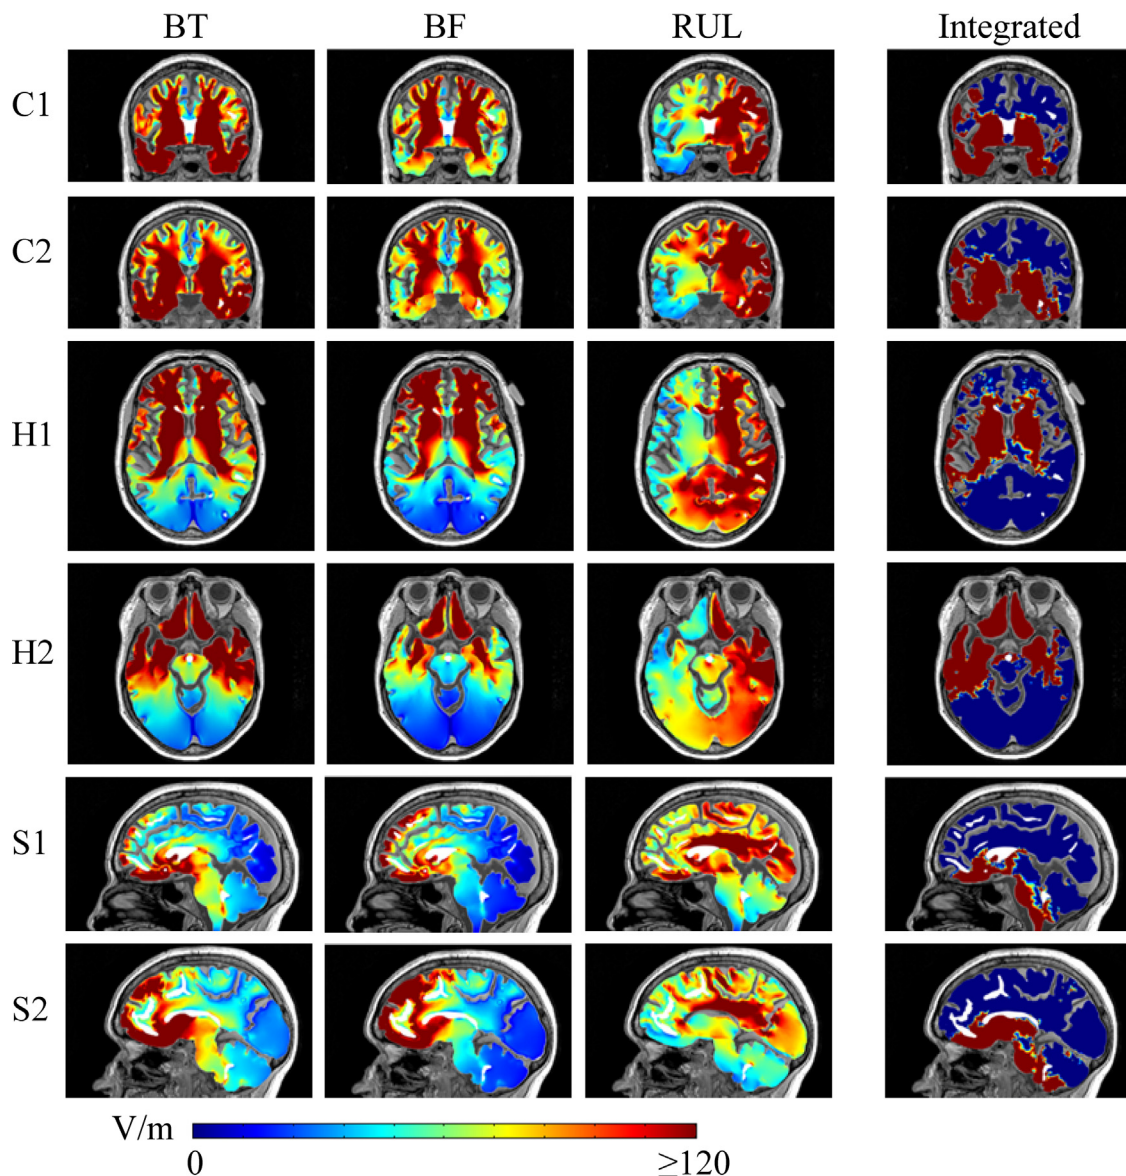 BT BF RUL Integrated
C1
C2
H1
H2
S1
S2
V/m
0 ≥120